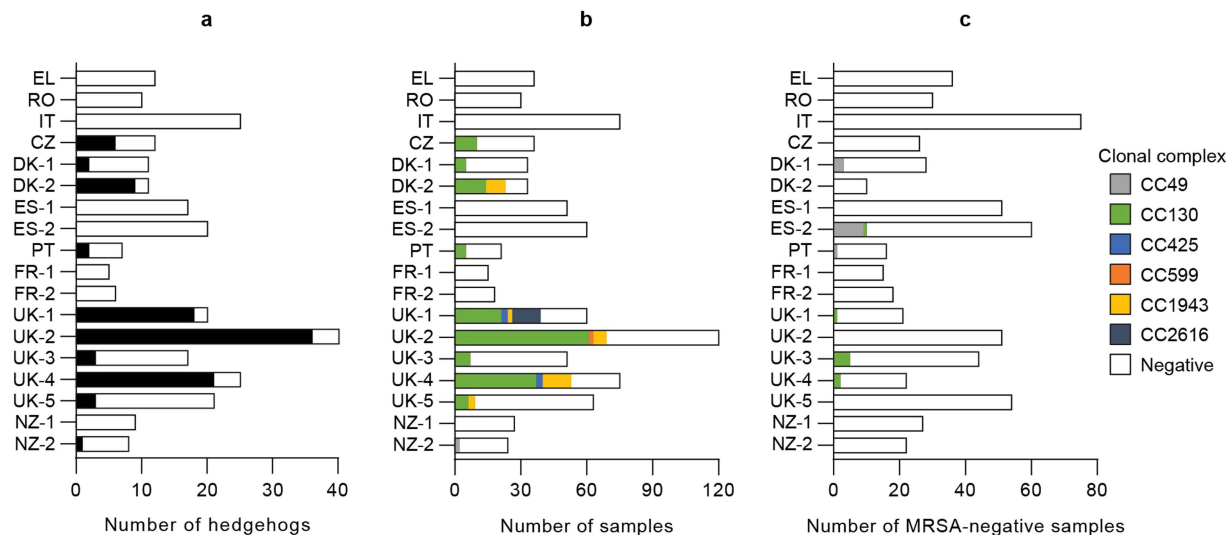 a
EL
RO
IT
CZ
DK-1
DK-2
ES-1
ES-2
PT
FR-1
FR-2
UK-1
UK-2
UK-3
UK-4
UK-5
NZ-1
NZ-2
0 10 20 30 40
Number of hedgehogs
b
EL
RO
IT
CZ
DK-1
DK-2
ES-1
ES-2
PT
FR-1
FR-2
UK-1
UK-2
UK-3
UK-4
UK-5
NZ-1
NZ-2
0 30 60 90 120
Number of samples
c
EL
RO
IT
CZ
DK-1
DK-2
ES-1
ES-2
PT
FR-1
FR-2
UK-1
UK-2
UK-3
UK-4
UK-5
NZ-1
NZ-2
0 20 40 60 80
Number of MRSA-negative samples
Clonal complex
CC49
CC130
CC425
CC599
CC1943
CC2616
Negative